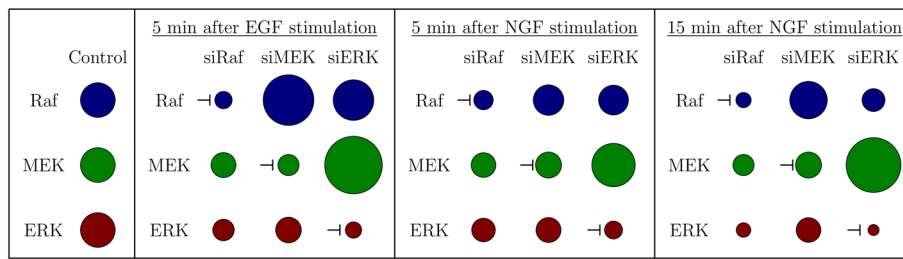 5 min after EGF stimulation 5 min after NGF stimulation 15 min after NGF stimulation
Control siRaf siMEK siERK siRaf siMEK siERK siRaf siMEK siERK
Raf Raf Raf Raf
MEK MEK MEK MEK
ERK ERK ERK ERK